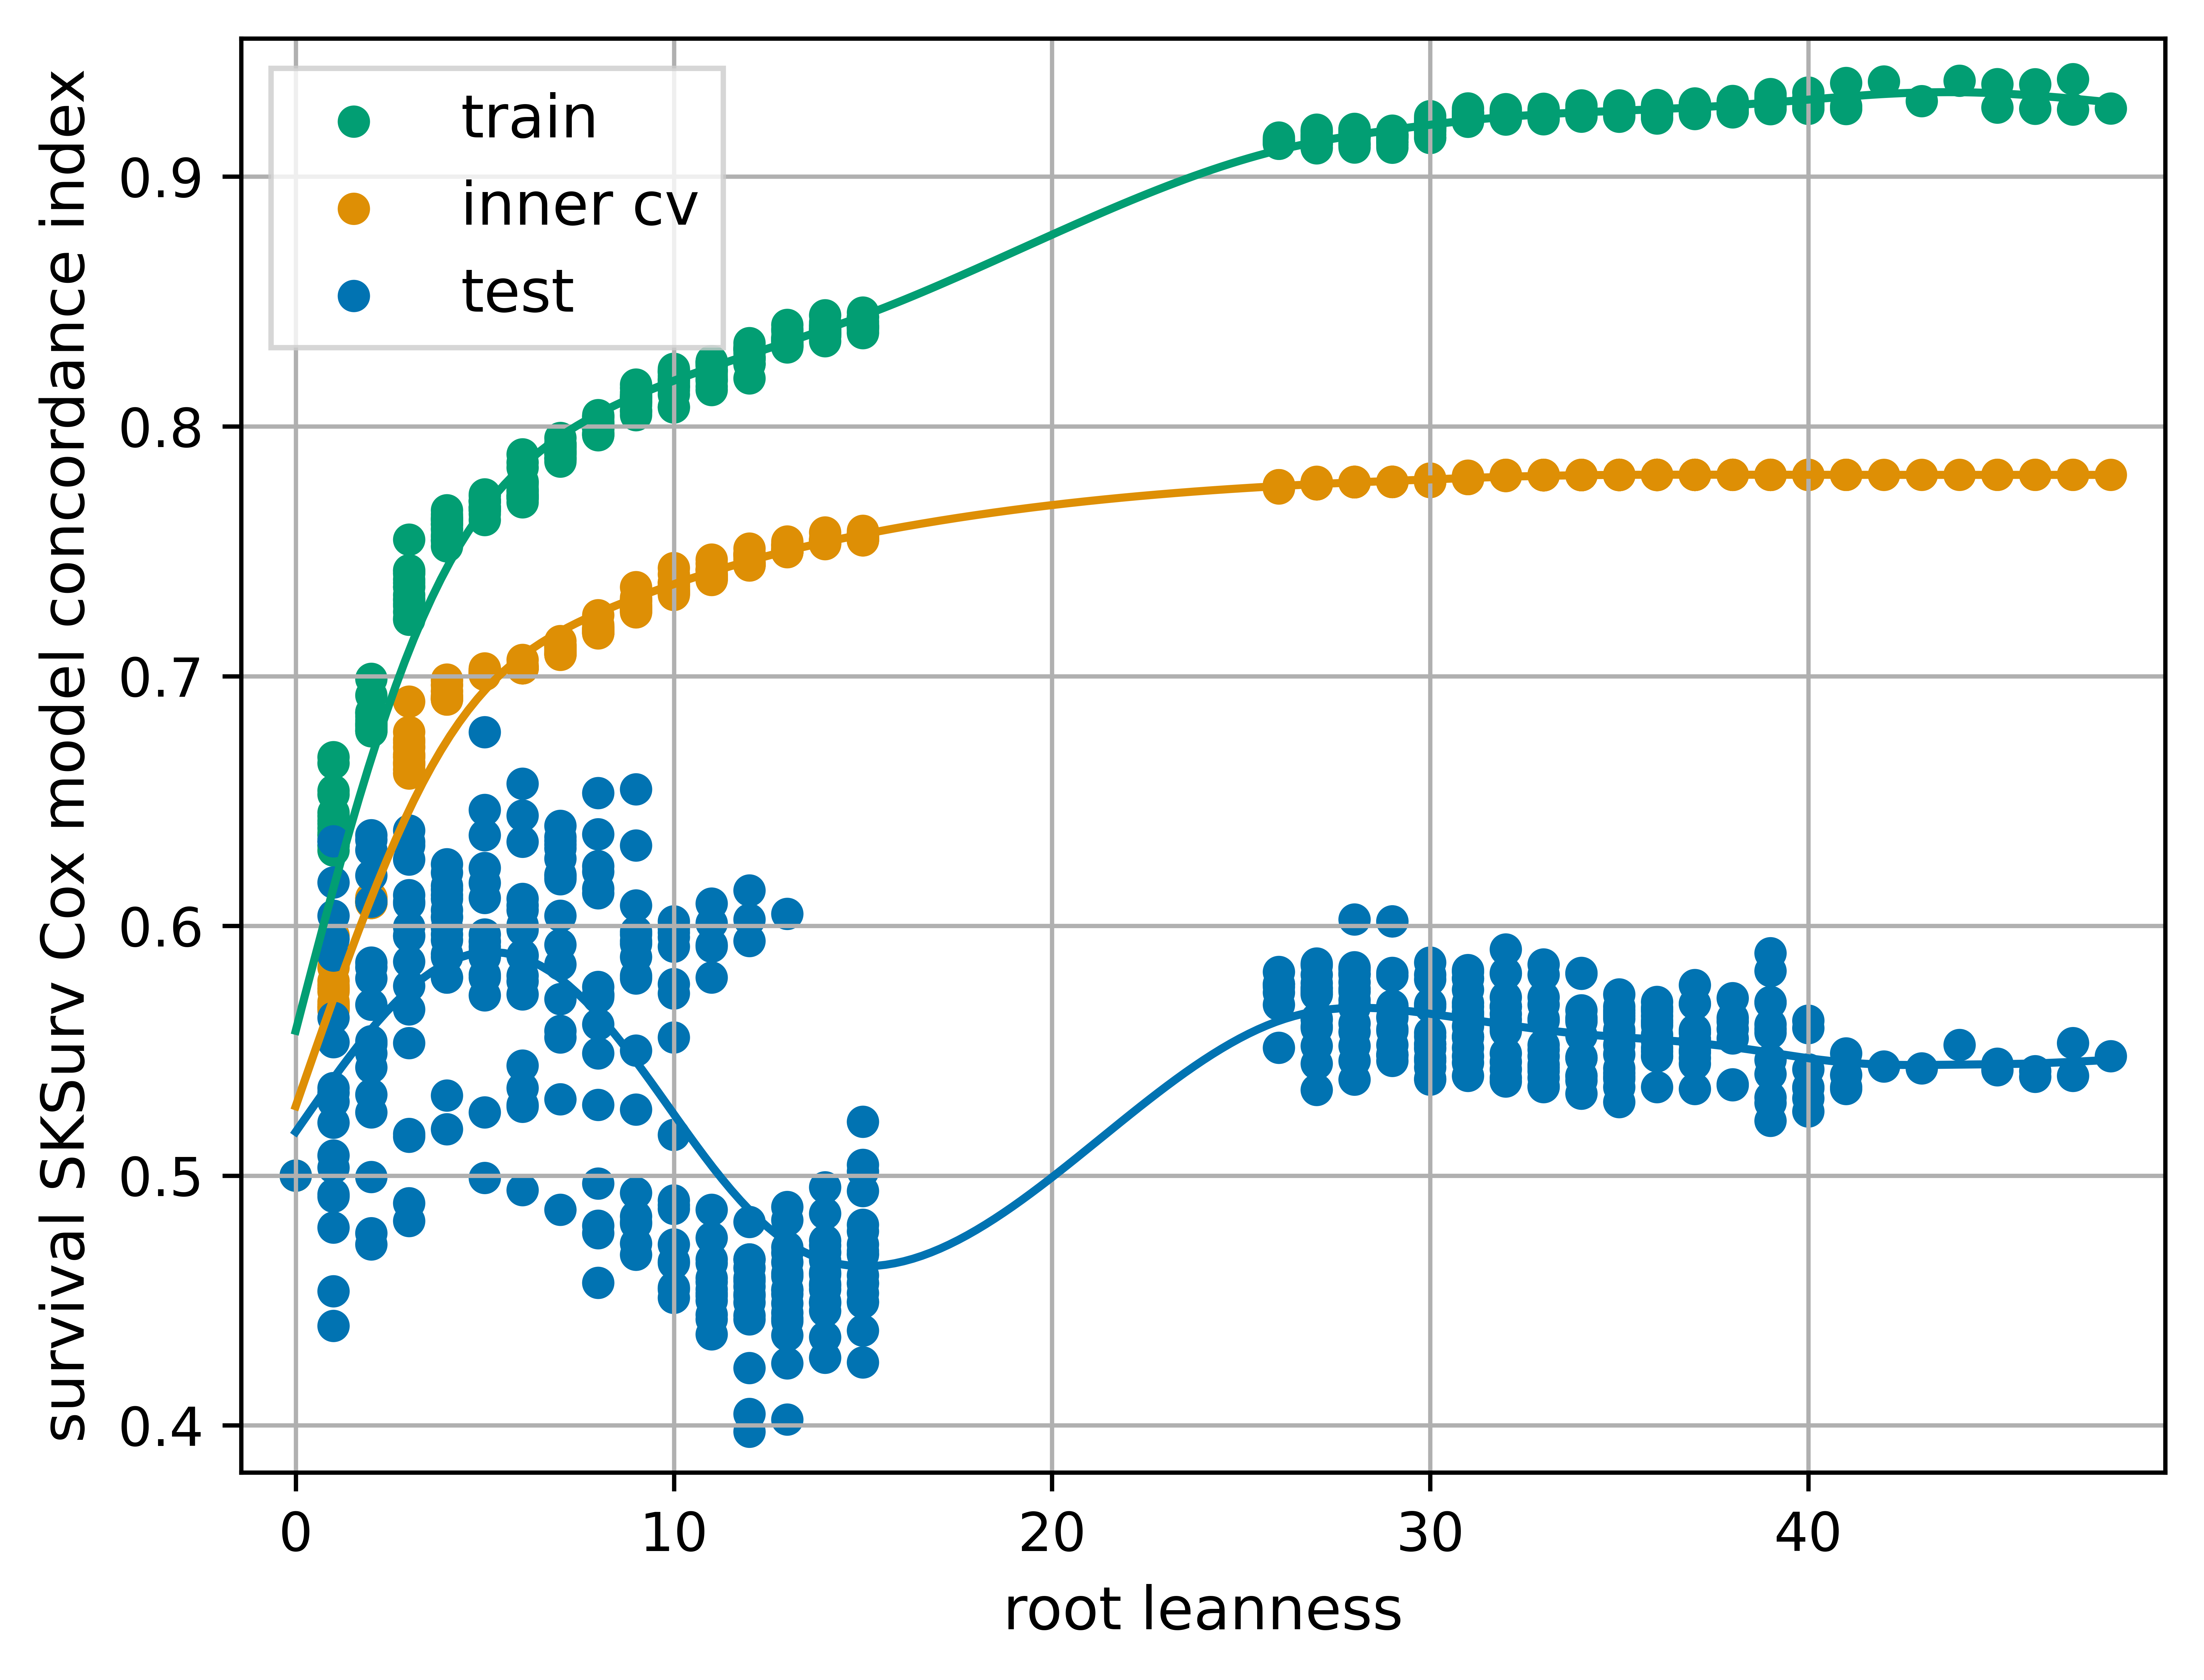 train
inner cv
test
survival SKSurv Cox model concordance index
0.9
0.8
0.7
0.6
0.5
0.4
0 10 20 30 40
root leanness